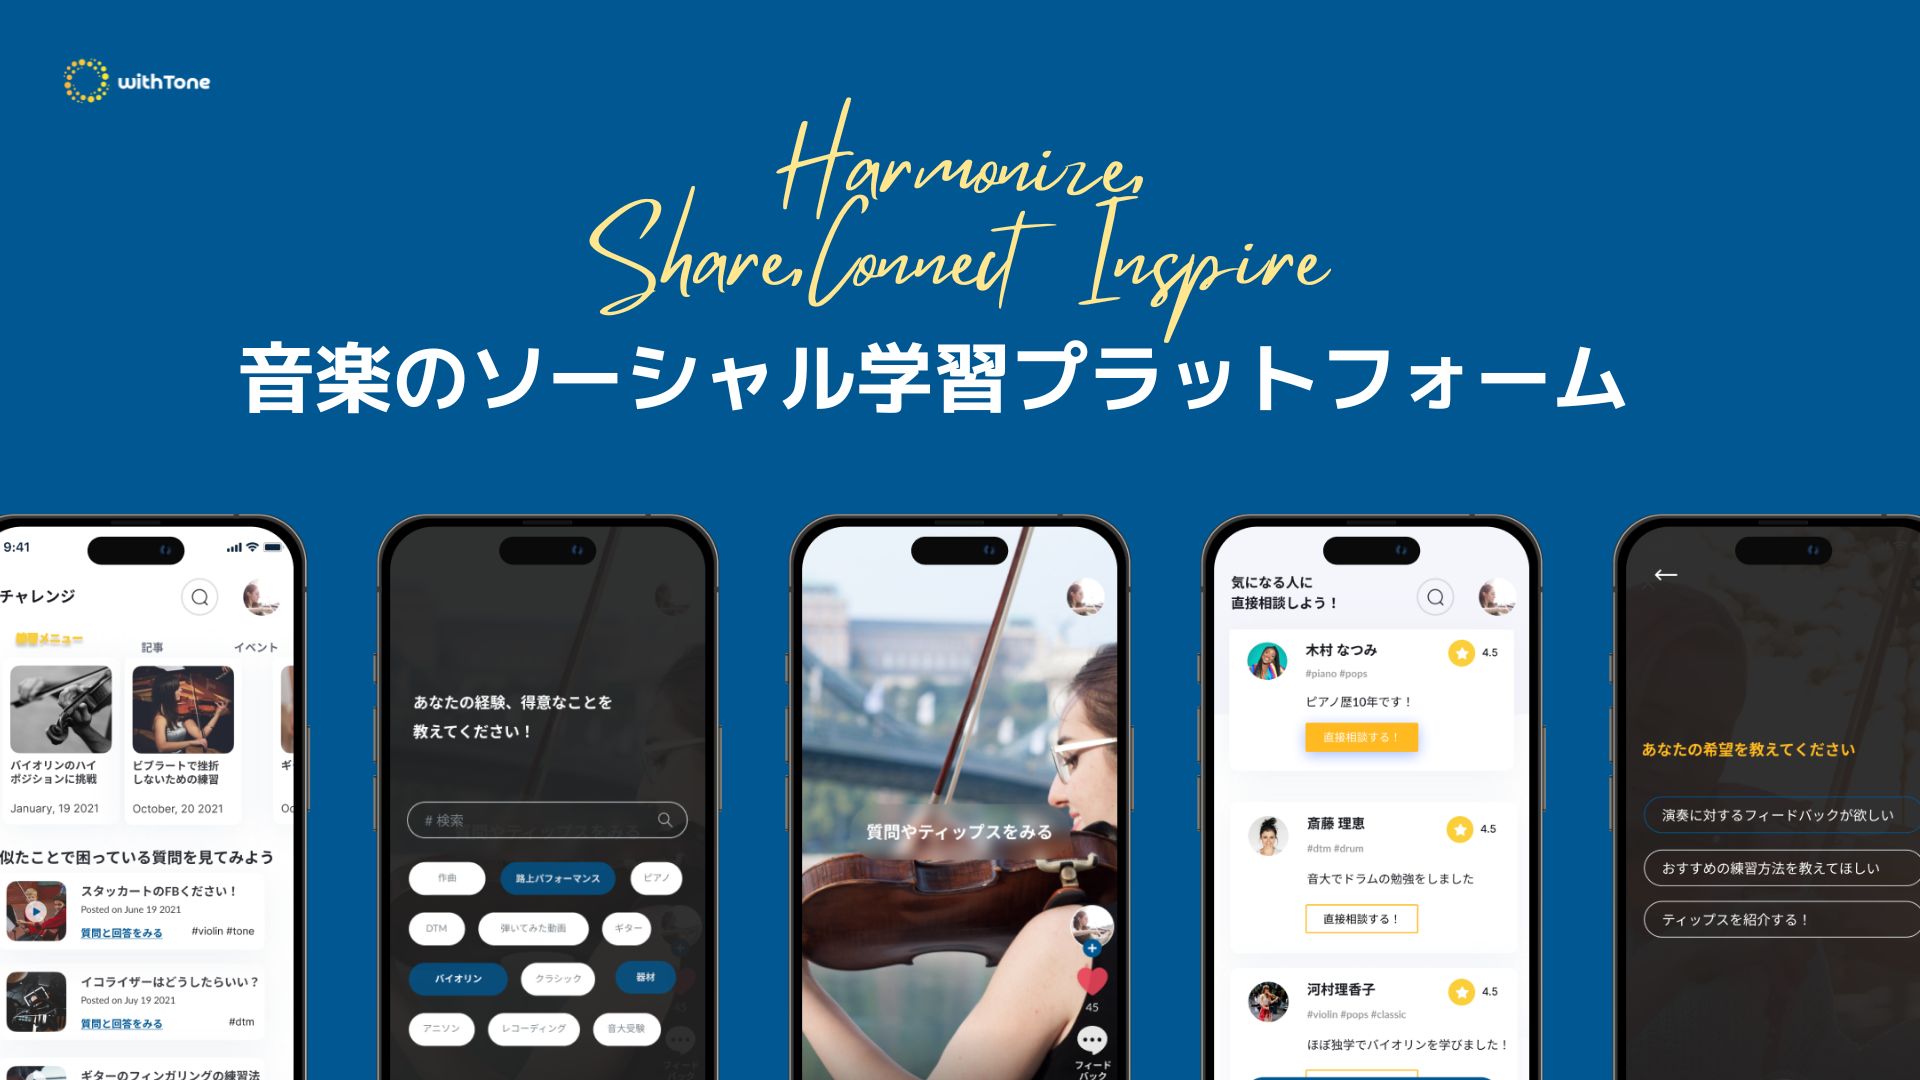 withTone
Harmonize,
Share,Connect Inspire
音楽のソーシャル学習プラットフォーム
9:41
チャレンジ
練習メニュー
記事
イベント
バイオリンのハイ
ポジションに挑戦
January, 19 2021
ビブラートで挫折
しないための練習
October, 20 2021
ギ
Oc
似たことで困っている質問を見てみよう
スタッカートのFBください！
Posted on June 19 2021
質問と回答をみる
#violin #tone
イコライザーはどうしたらいい？
Posted on Juy 19 2021
質問と回答をみる
#dtm
ギターのフィンガリングの練習法
あなたの経験、得意なことを
教えてください！
# 検索
質問やティップスをみる
作曲
路上パフォーマンス
ピアノ
DTM
弾いてみた動画
ギター
バイオリン
クラシック
器材
アニソン
レコーディング
音大受験
45
フィード
バック
質問やティップスをみる
45
フィード
バック
気になる人に
直接相談しよう！
木村 なつみ
4.5
#piano #pops
ピアノ歴10年です！
直接相談する！
斎藤 理恵
4.5
#dtm #drum
音大でドラムの勉強をしました
直接相談する！
河村理香子
4.5
#violin #pops #classic
ほぼ独学でバイオリンを学びました！
あなたの希望を教えてください
演奏に対するフィードバックが欲しい
おすすめの練習方法を教えてほしい
ティップスを紹介する！